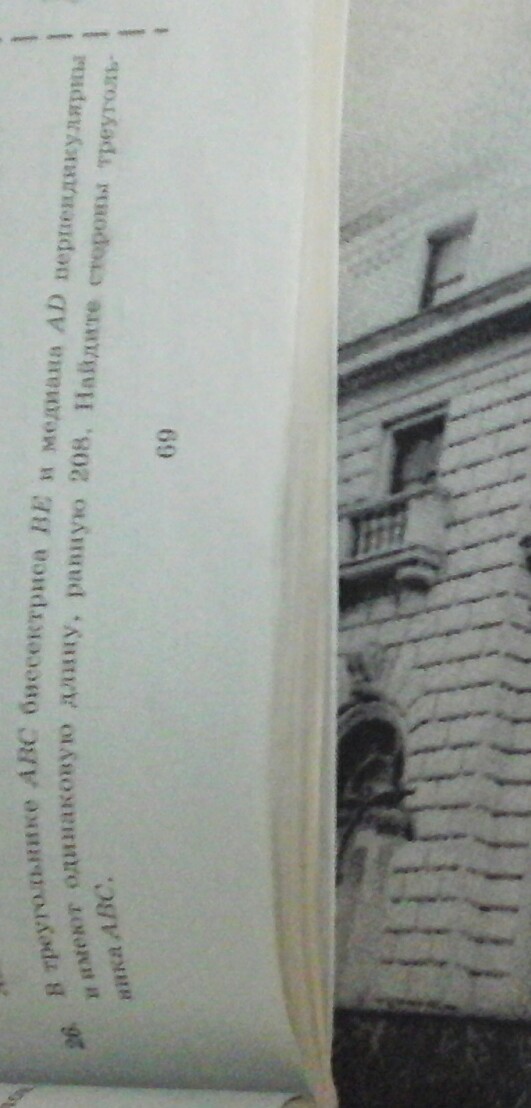 26. В треугольнике ABC биссектриса BE и медиана AD перпендикулярны
и имеют одинаковую длину, равную 208. Найдите стороны треуголь-
ника ABC.
69